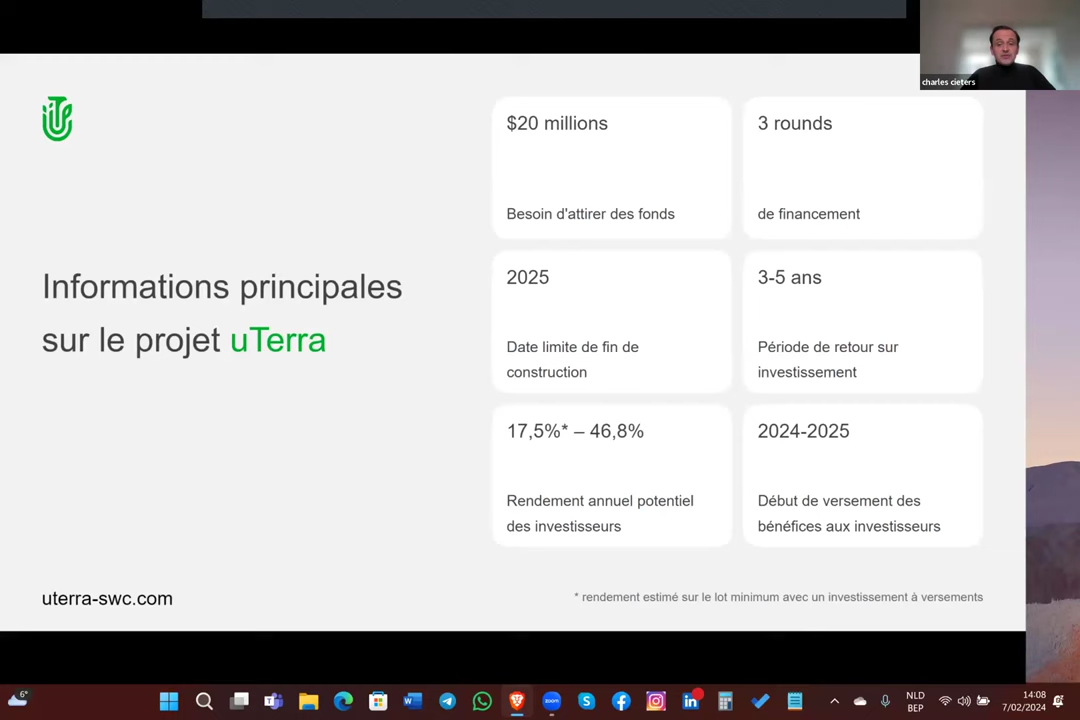 charles cieters
Informations principales
sur le projet uTerra
$20 millions
Besoin d'attirer des fonds
3 rounds
de financement
2025
Date limite de fin de
construction
3-5 ans
Période de retour sur
investissement
17,5%* – 46,8%
Rendement annuel potentiel
des investisseurs
2024-2025
Début de versement des
bénéfices aux investisseurs
uterra-swc.com
* rendement estimé sur le lot minimum avec un investissement à versements
6°
zoom
NLD
BEP
14:08
7/02/2024